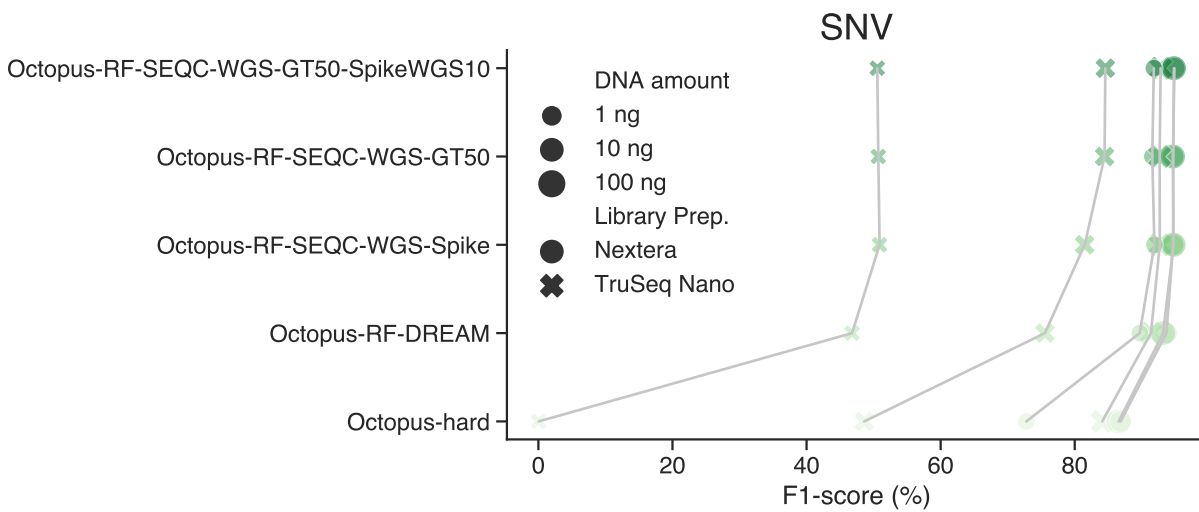 SNV
Octopus-RF-SEQC-WGS-GT50-SpikeWGS10
Octopus-RF-SEQC-WGS-GT50
Octopus-RF-SEQC-WGS-Spike
Octopus-RF-DREAM
Octopus-hard
DNA amount
1 ng
10 ng
100 ng
Library Prep.
Nextera
TruSeq Nano
0 20 40 60 80
F1-score (%)